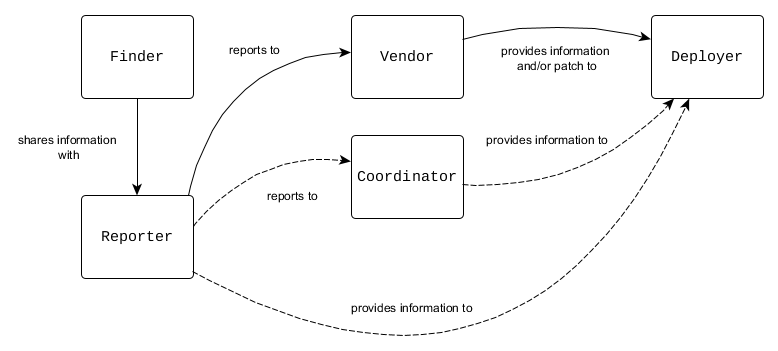 Finder
reports to
Vendor
provides information
and/or patch to
Deployer
shares information
with
Coordinator
provides information to
reports to
Reporter
provides information to